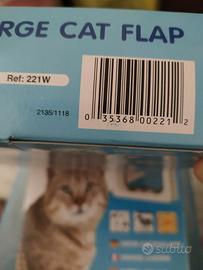 RGE CAT FLAP
Ref: 221W
2135/1118
0 35368 00221 2
subito